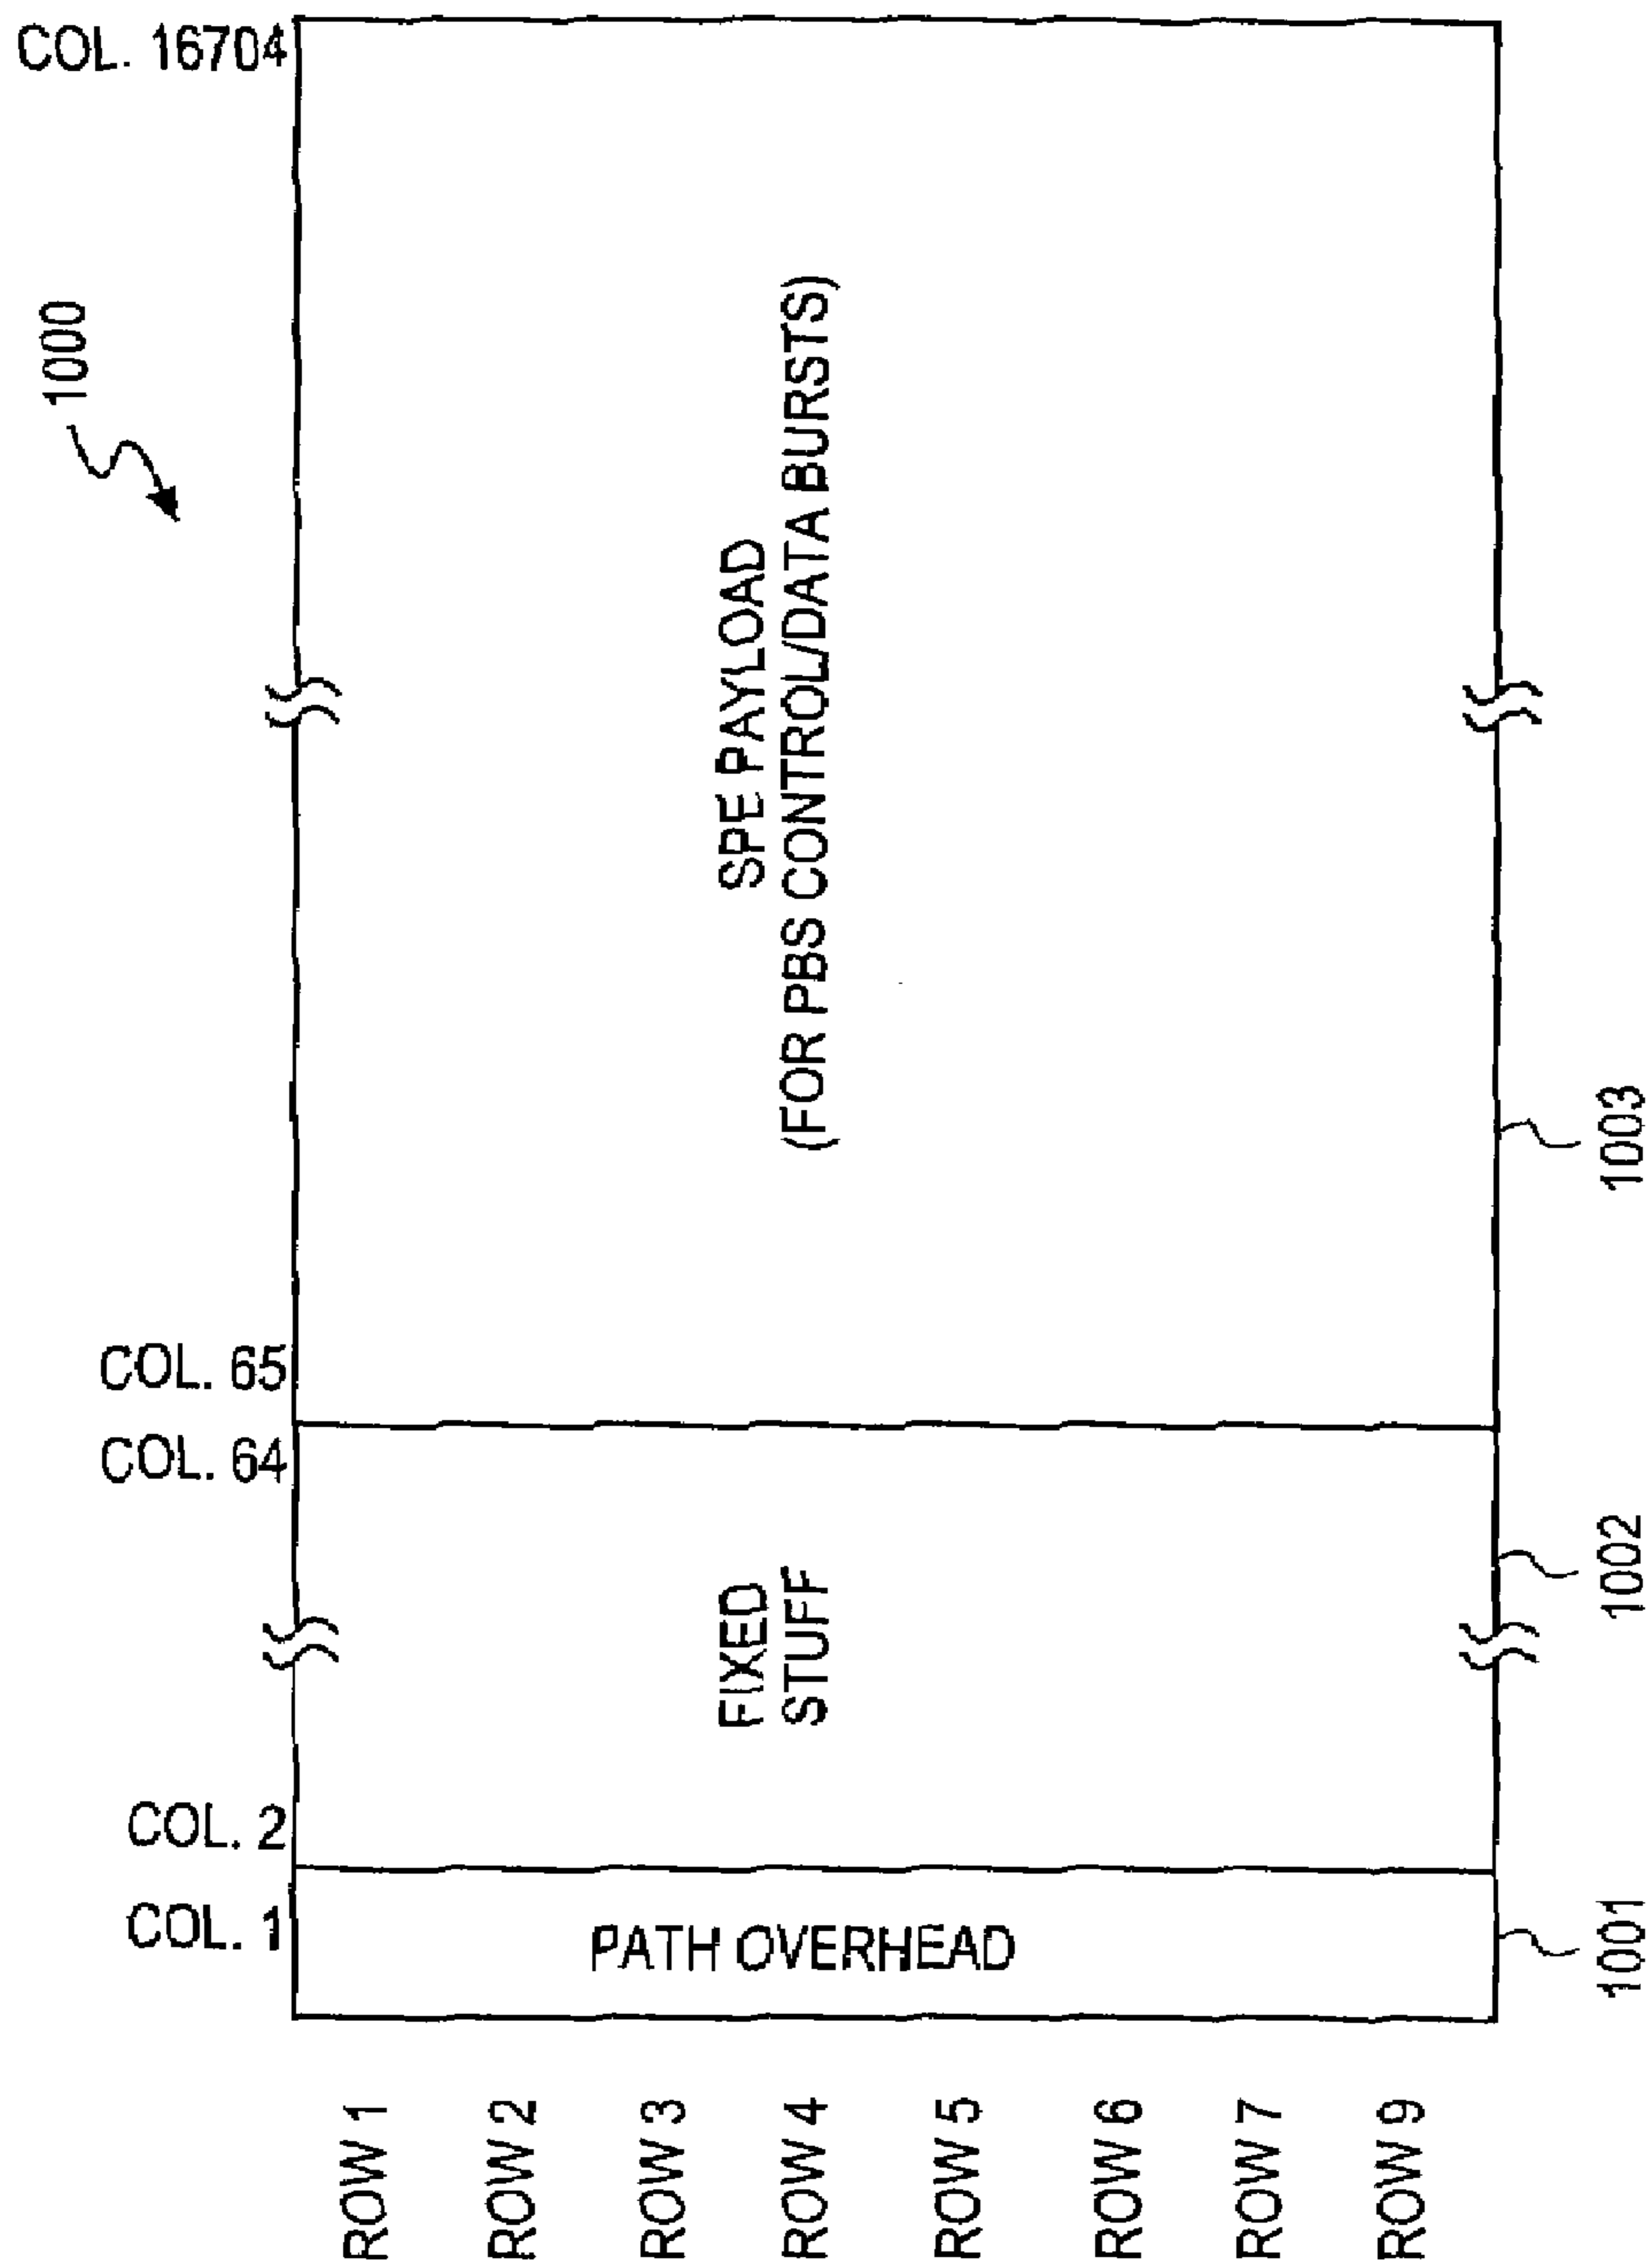 1000
COL. 1
COL. 2
COL. 64
COL. 65
COL. 16704
ROW 1
ROW 2
ROW 3
ROW 4
ROW 5
ROW 6
ROW 7
ROW 9
PATH OVERHEAD
FIXED
STUFF
SPE PAYLOAD
(FOR PBS CONTROL/DATA BURSTS)
1001
1002
1003